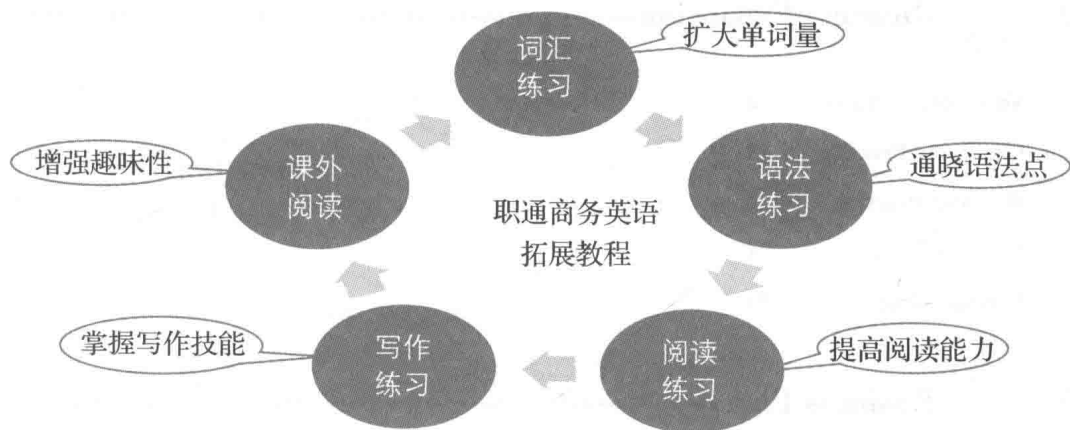 词汇
练习
扩大单词量
语法
练习
通晓语法点
阅读
练习
提高阅读能力
写作
练习
掌握写作技能
课外
阅读
增强趣味性
职通商务英语
拓展教程